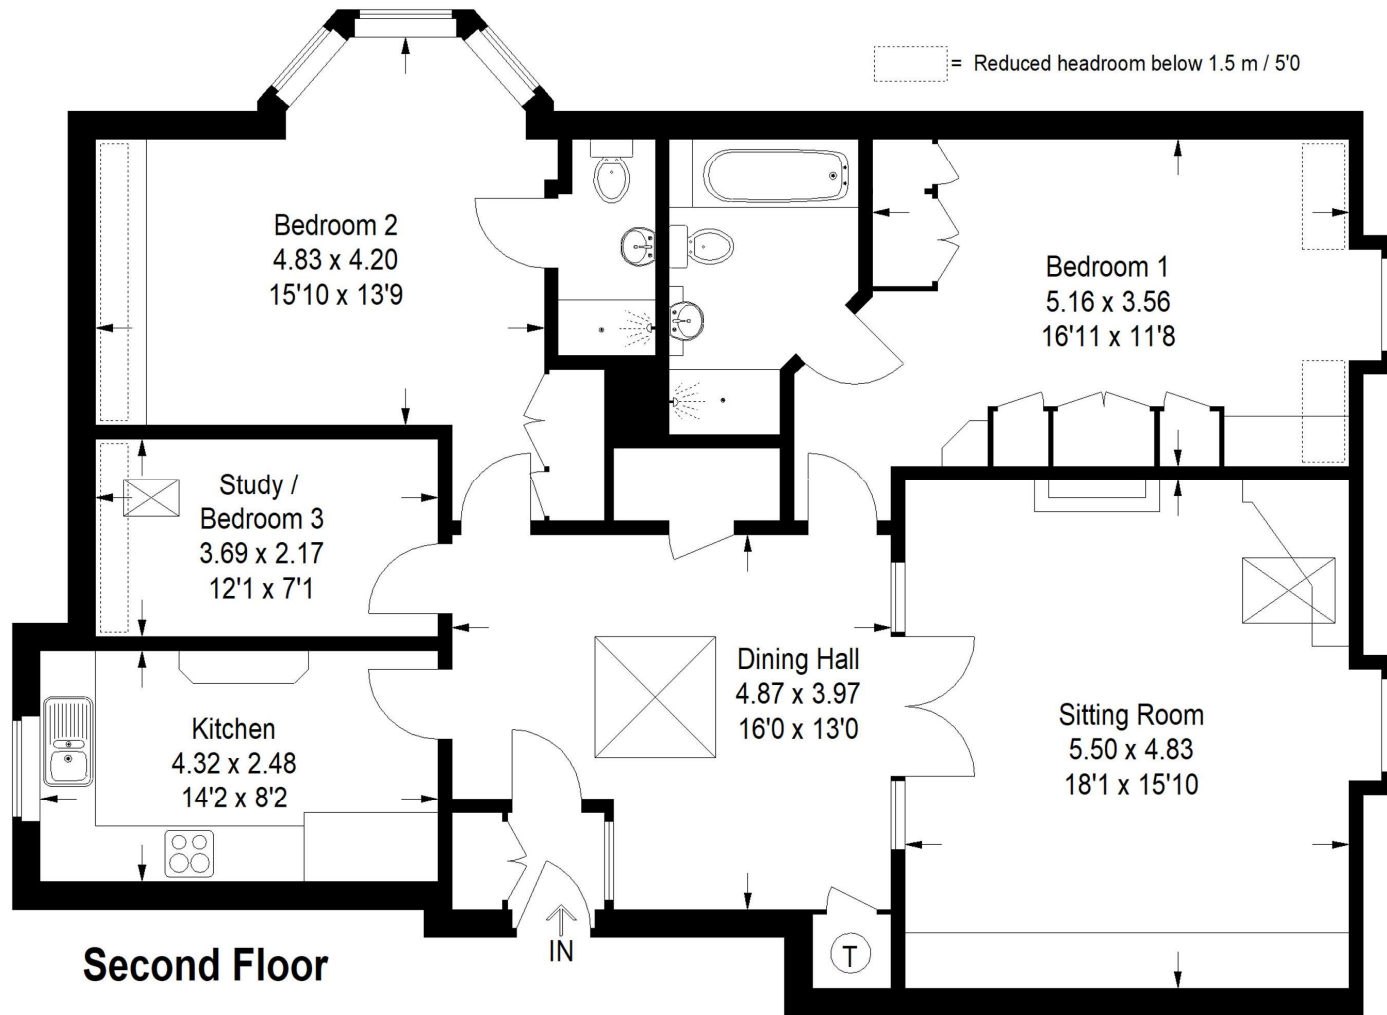 = Reduced headroom below 1.5 m / 5'0
Bedroom 2
4.83 x 4.20
15'10 x 13'9
Bedroom 1
5.16 x 3.56
16'11 x 11'8
Study /
Bedroom 3
3.69 x 2.17
12'1 x 7'1
Dining Hall
4.87 x 3.97
16'0 x 13'0
Kitchen
4.32 x 2.48
14'2 x 8'2
Sitting Room
5.50 x 4.83
18'1 x 15'10
IN
T
Second Floor